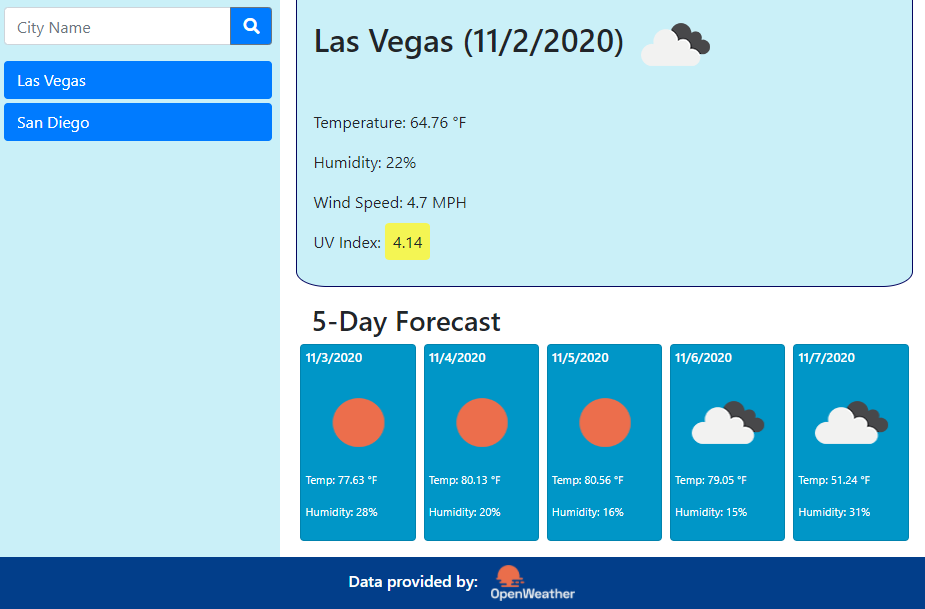 City Name
Las Vegas
San Diego
Las Vegas (11/2/2020)
Temperature: 64.76 °F
Humidity: 22%
Wind Speed: 4.7 MPH
UV Index: 4.14
5-Day Forecast
11/3/2020
Temp: 77.63 °F
Humidity: 28%
11/4/2020
Temp: 80.13 °F
Humidity: 20%
11/5/2020
Temp: 80.56 °F
Humidity: 16%
11/6/2020
Temp: 79.05 °F
Humidity: 15%
11/7/2020
Temp: 51.24 °F
Humidity: 31%
Data provided by:
OpenWeather